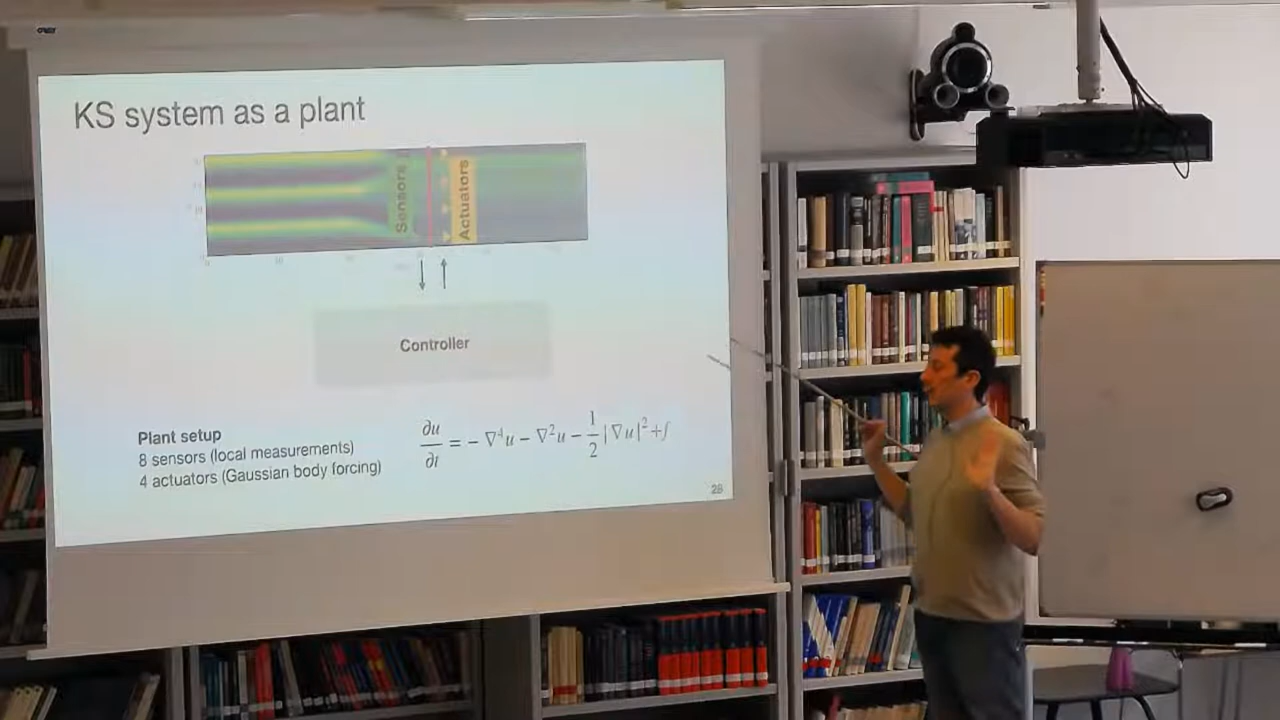 KS system as a plant
Sensors
Actuators
Controller
Plant setup
8 sensors (local measurements)
4 actuators (Gaussian body forcing)
∂u/∂t = − ∇⁴u − ∇²u − 1/2 |∇u|² + f
28